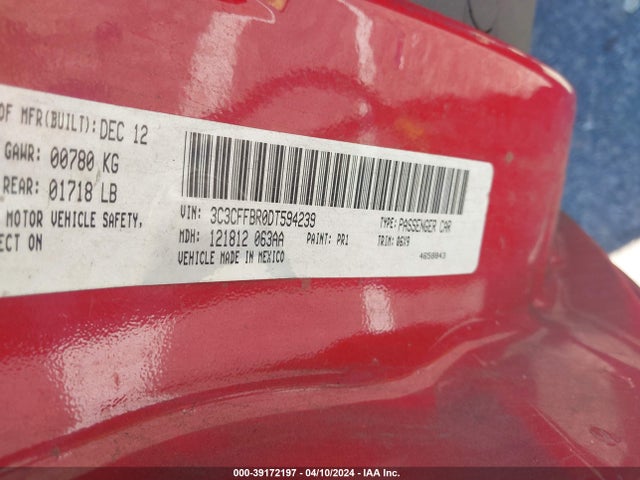 OF MFR(BUILT): DEC 12
GAWR: 00780 KG
REAR: 01718 LB
MOTOR VEHICLE SAFETY,
ECT ON
VIN: 3C3CFFBR0DT594239
TYPE: PASSENGER CAR
MDH: 121812 063AA
PAINT: PR1
TRIM: 06X9
VEHICLE MADE IN MEXICO
4658843
000-39172197 - 04/10/2024 - IAA Inc.